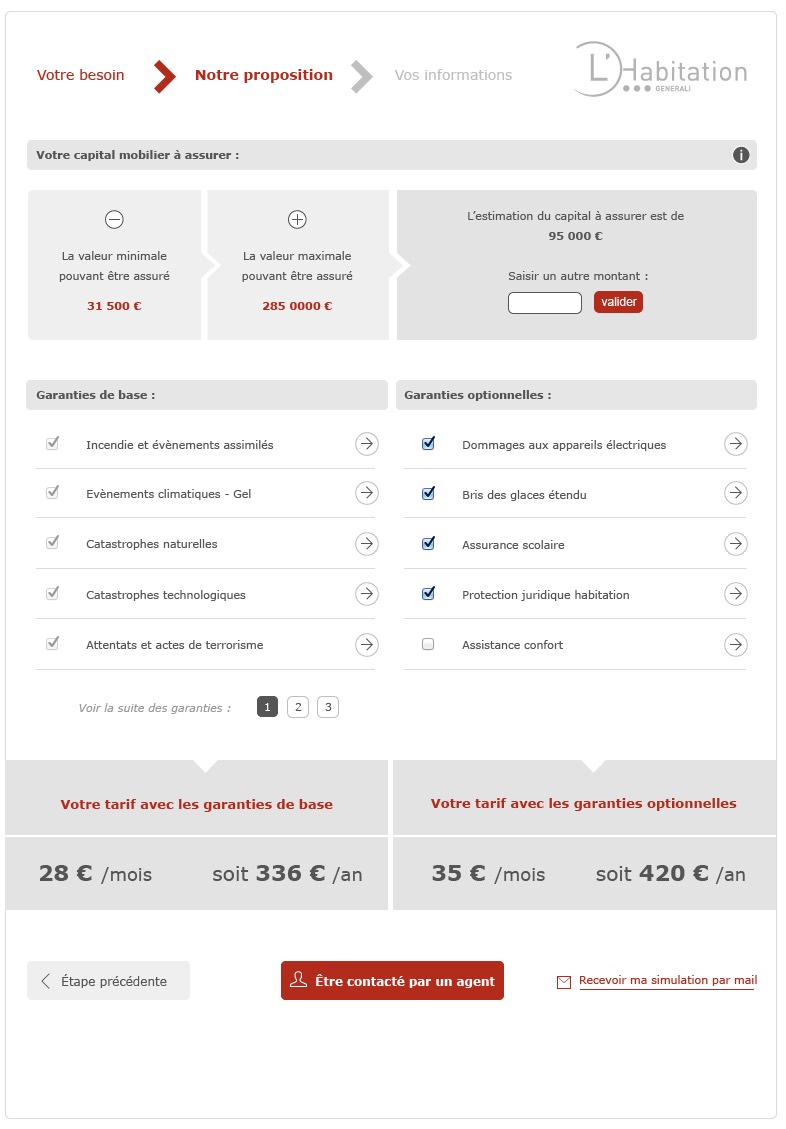 Votre besoin
Notre proposition
Vos informations
L'Habitation
GENERALI
Votre capital mobilier à assurer :
La valeur minimale
pouvant être assuré
31 500 €
La valeur maximale
pouvant être assuré
285 0000 €
L'estimation du capital à assurer est de
95 000 €
Saisir un autre montant :
valider
Garanties de base :
Incendie et évènements assimilés
Evènements climatiques - Gel
Catastrophes naturelles
Catastrophes technologiques
Attentats et actes de terrorisme
Voir la suite des garanties :
1 2 3
Garanties optionnelles :
Dommages aux appareils électriques
Bris des glaces étendu
Assurance scolaire
Protection juridique habitation
Assistance confort
Votre tarif avec les garanties de base
28 € /mois soit 336 € /an
Votre tarif avec les garanties optionnelles
35 € /mois soit 420 € /an
Étape précédente
Être contacté par un agent
Recevoir ma simulation par mail